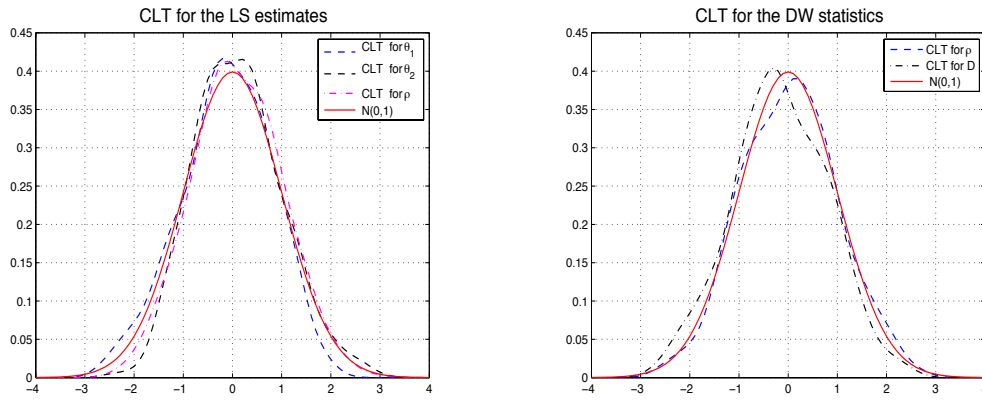 CLT for the LS estimates
0.45
0.4
0.35
0.3
0.25
0.2
0.15
0.1
0.05
0
−4 −3 −2 −1 0 1 2 3 4
CLT for θ1
CLT for θ2
CLT for ρ
N(0,1)
CLT for the DW statistics
0.45
0.4
0.35
0.3
0.25
0.2
0.15
0.1
0.05
0
−4 −3 −2 −1 0 1 2 3 4
CLT for ρ
CLT for D
N(0,1)